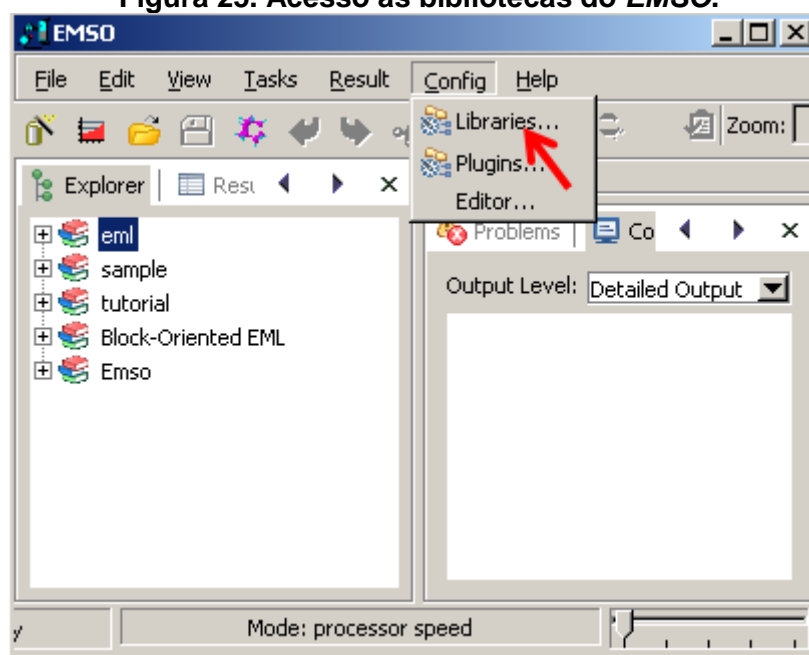 Figura 25. Acesso às bibliotecas do EMSO.
EMSO
File Edit View Tasks Result Config Help
Libraries...
Zoom:
Plugins...
Explorer
Editor...
Problems Co
eml
sample
Output Level: Detailed Output
tutorial
Block-Oriented EML
Emso
Mode: processor speed